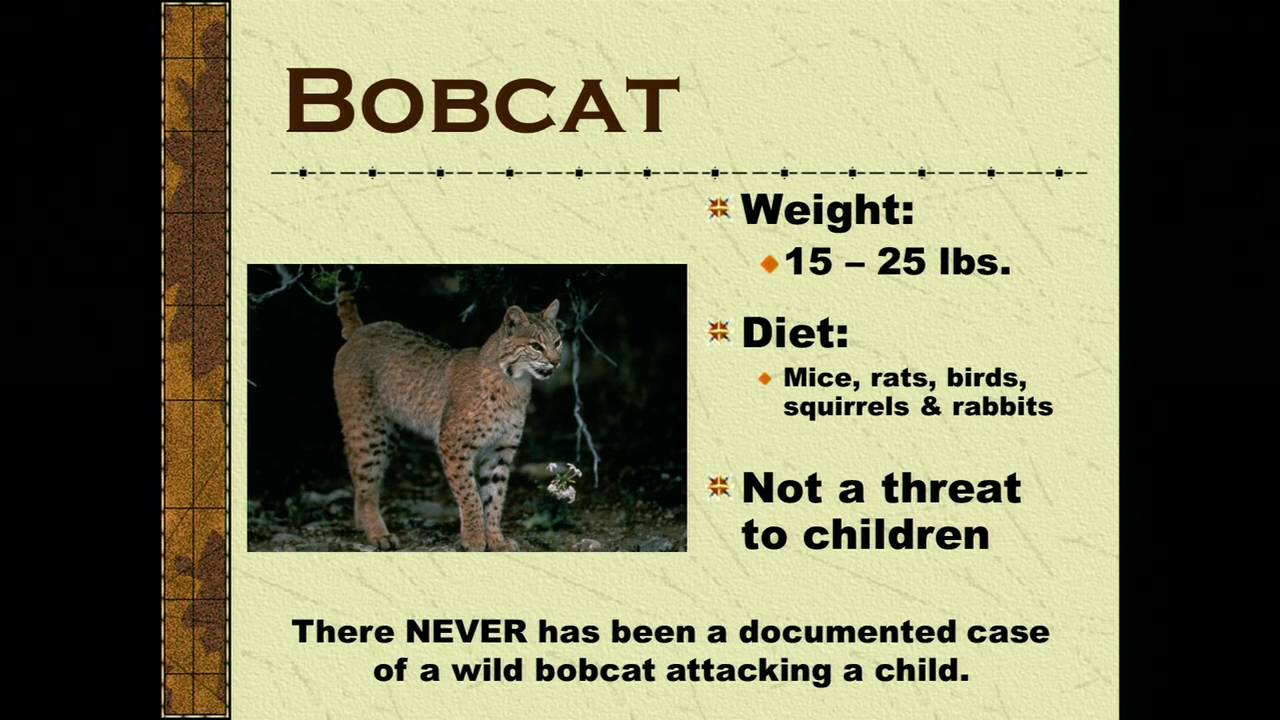 BOBCAT
Weight:
15 – 25 lbs.
Diet:
Mice, rats, birds,
squirrels & rabbits
Not a threat
to children
There NEVER has been a documented case
of a wild bobcat attacking a child.